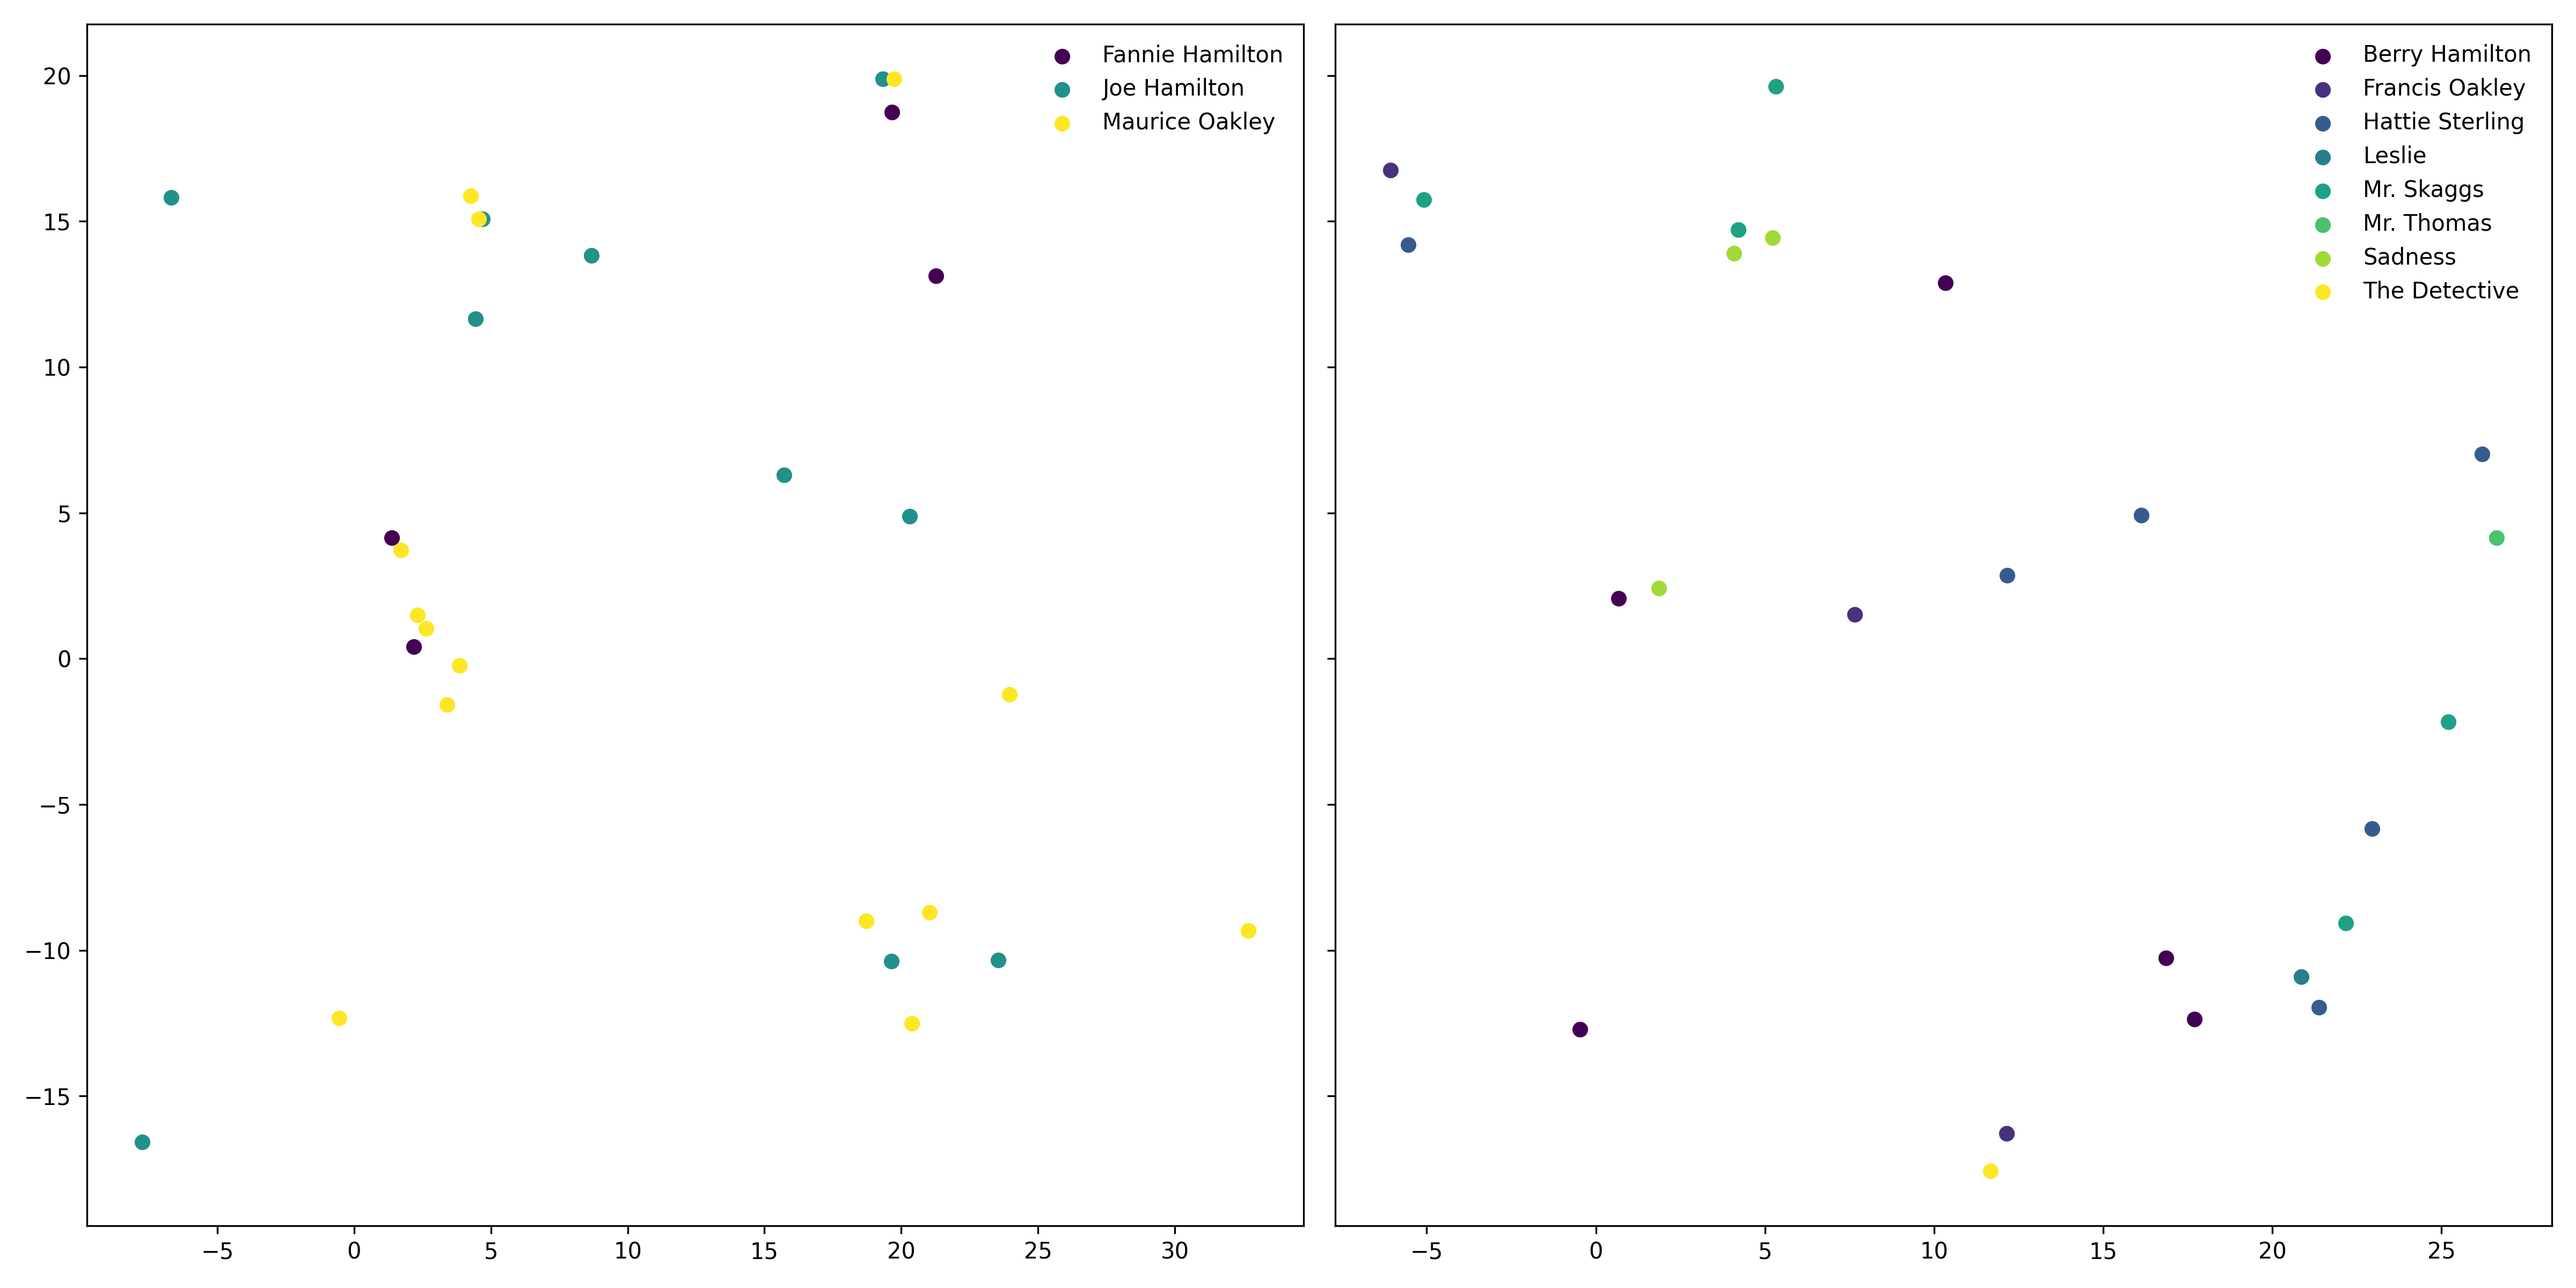 20
15
10
5
0
−5
−10
−15
−5
0
5
10
15
20
25
30
Fannie Hamilton
Joe Hamilton
Maurice Oakley
−5
0
5
10
15
20
25
Berry Hamilton
Francis Oakley
Hattie Sterling
Leslie
Mr. Skaggs
Mr. Thomas
Sadness
The Detective